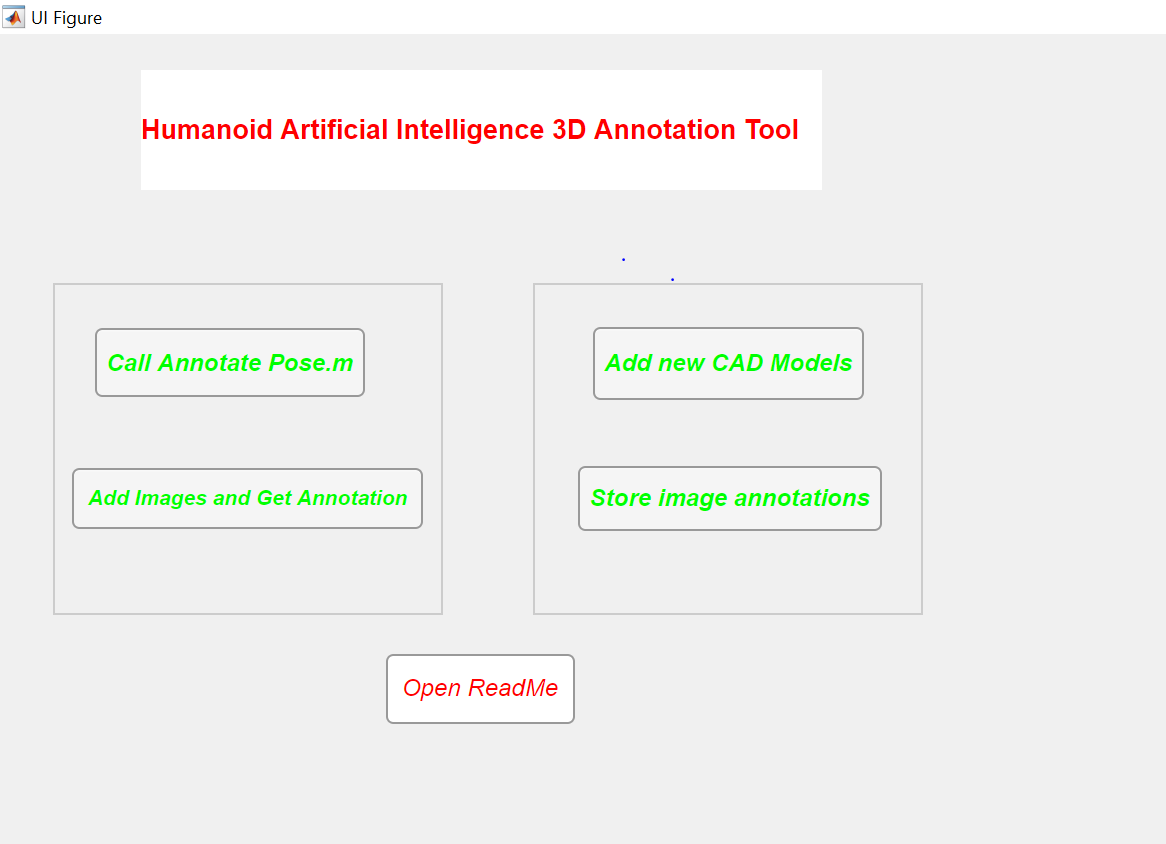 UI Figure
Humanoid Artificial Intelligence 3D Annotation Tool
Call Annotate Pose.m
Add Images and Get Annotation
Add new CAD Models
Store image annotations
Open ReadMe